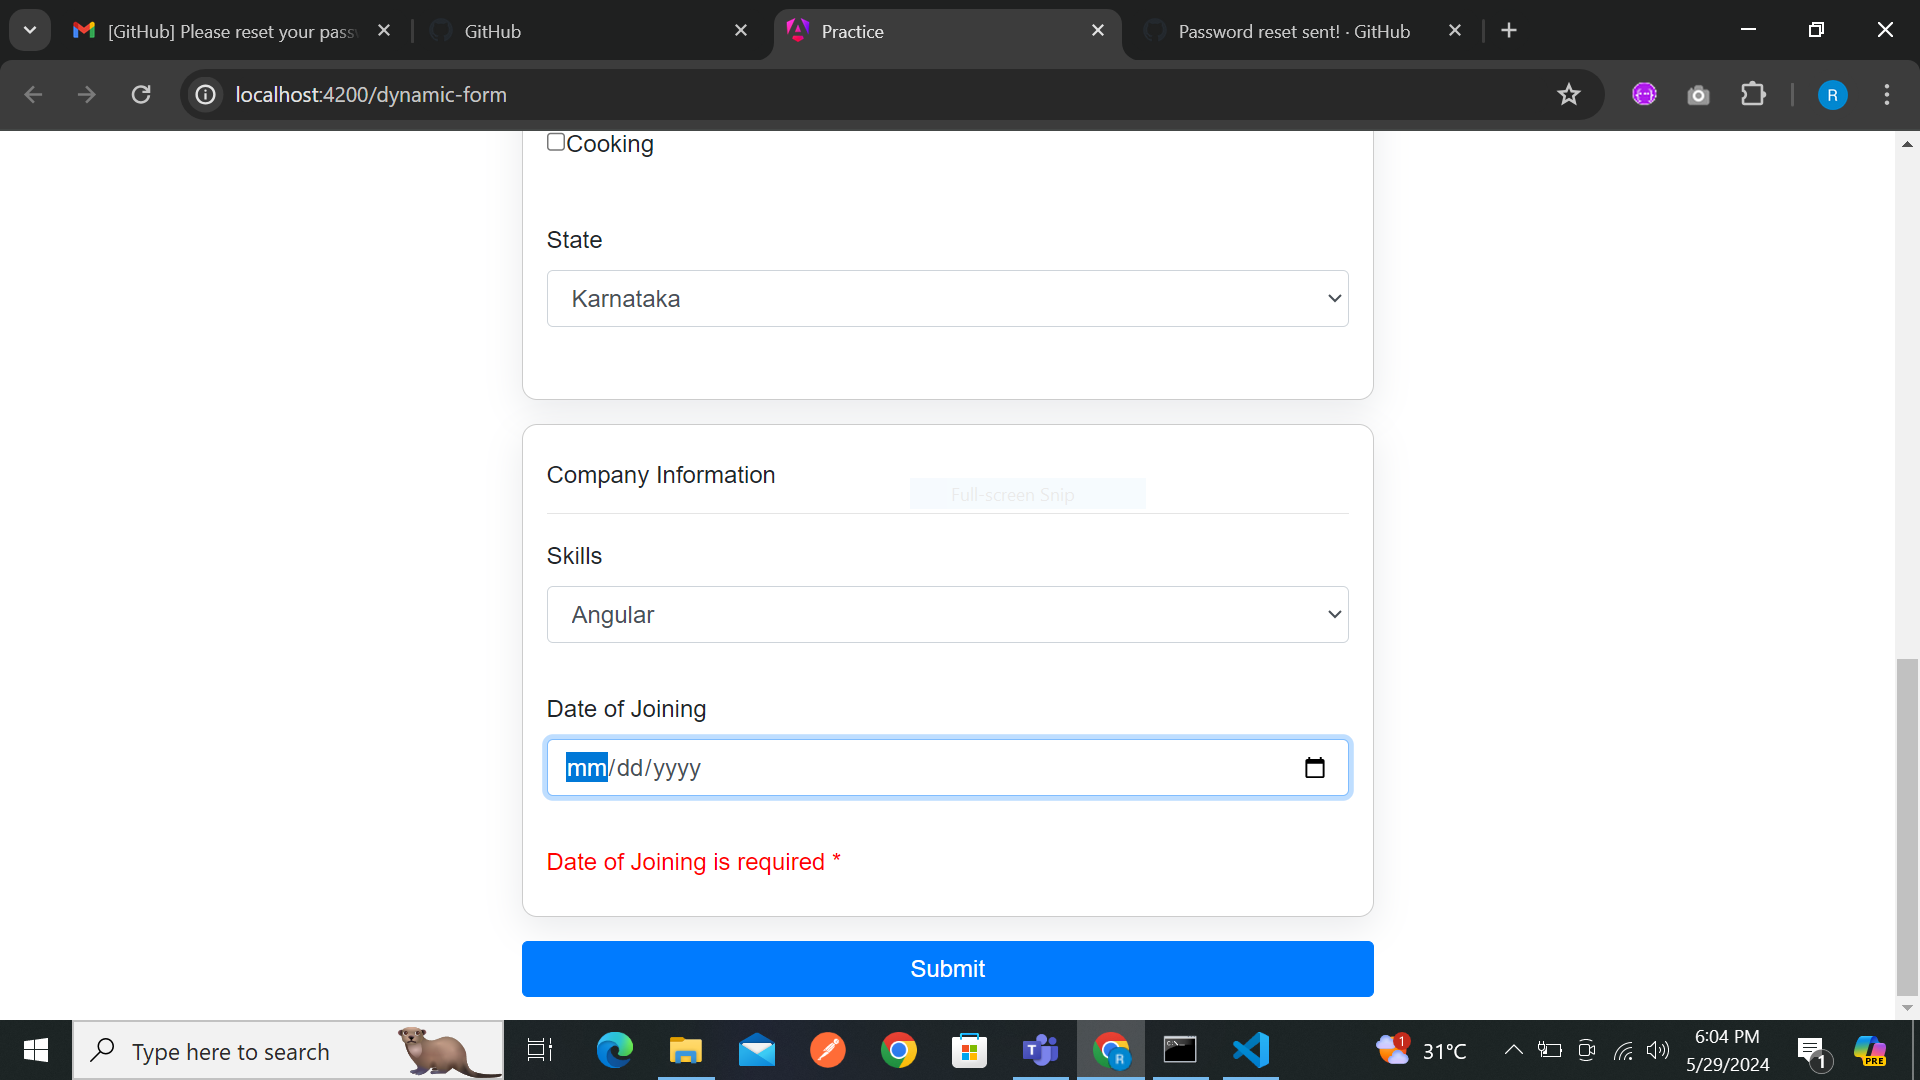 [GitHub] Please reset your pass
GitHub
Practice
Password reset sent! · GitHub
localhost:4200/dynamic-form
R
Cooking
State
Karnataka
Company Information
Full-screen Snip
Skills
Angular
Date of Joining
mm/dd/yyyy
Date of Joining is required *
Submit
Type here to search
R
1
31°C
6:04 PM
5/29/2024
1
PRE